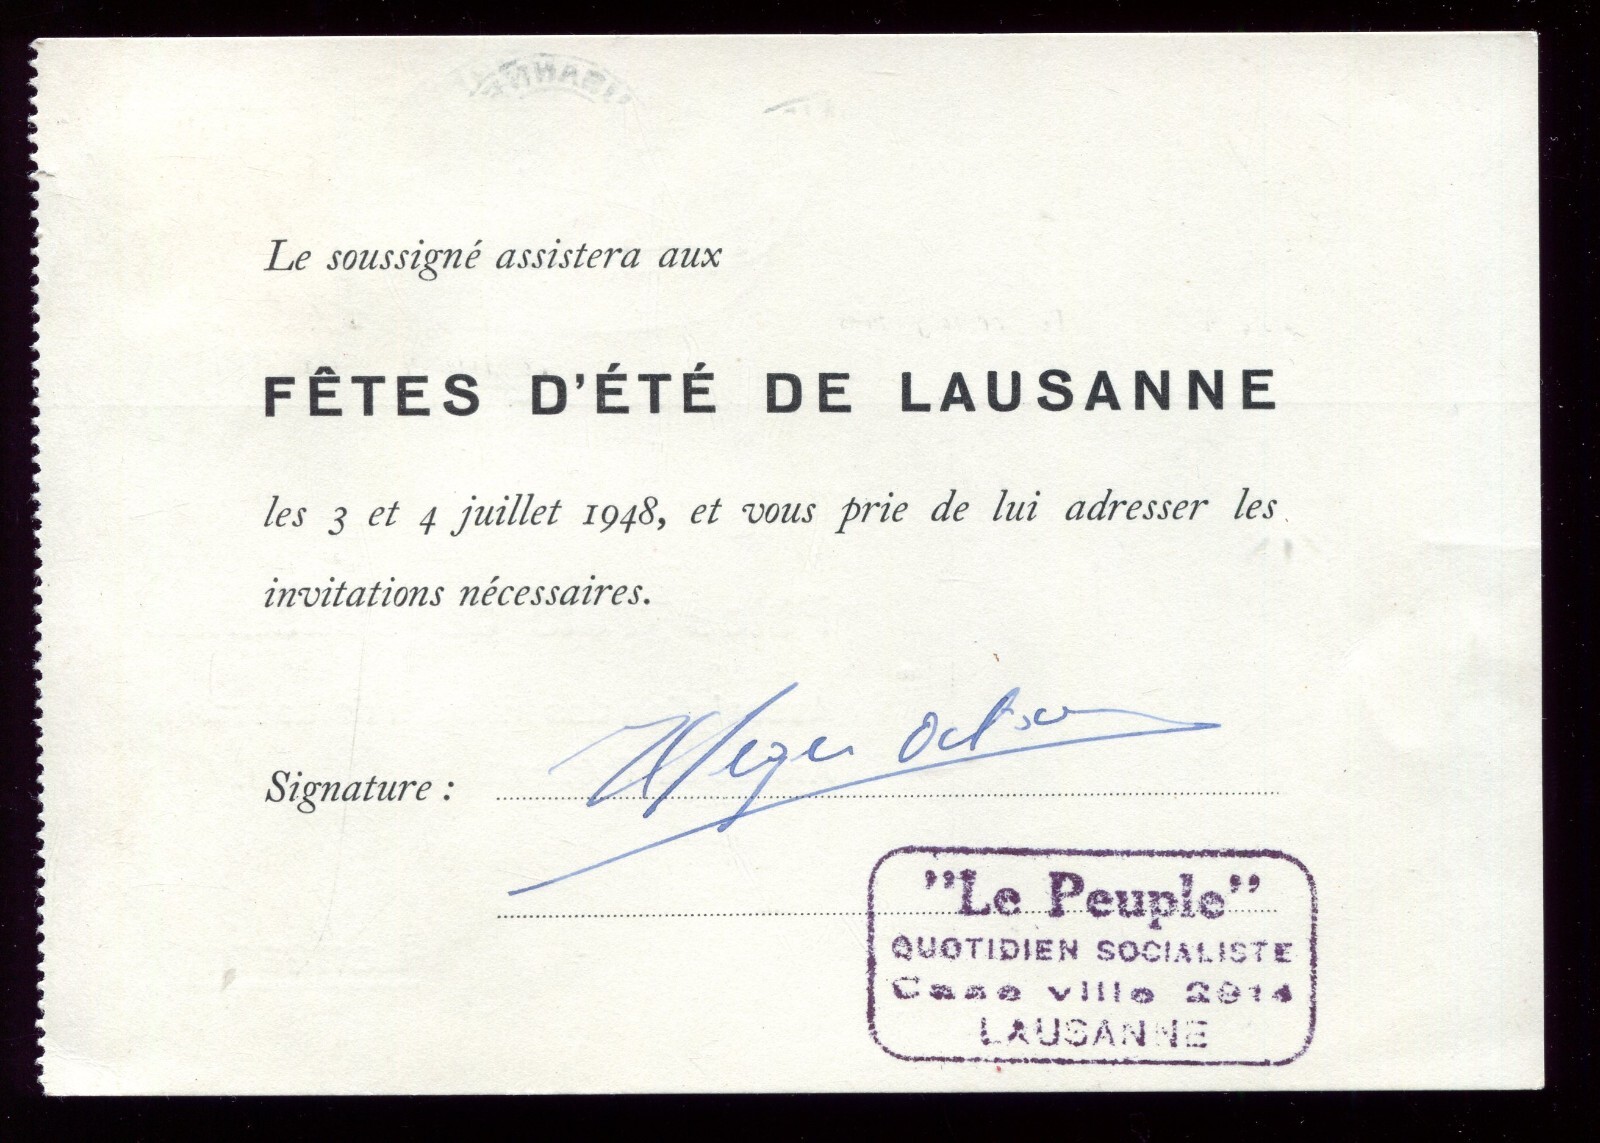 Le soussigné assistera aux
FÊTES D'ÉTÉ DE LAUSANNE
les 3 et 4 juillet 1948, et vous prie de lui adresser les
invitations nécessaires.
Signature :
"Le Peuple"
QUOTIDIEN SOCIALISTE
Case ville 2914
LAUSANNE